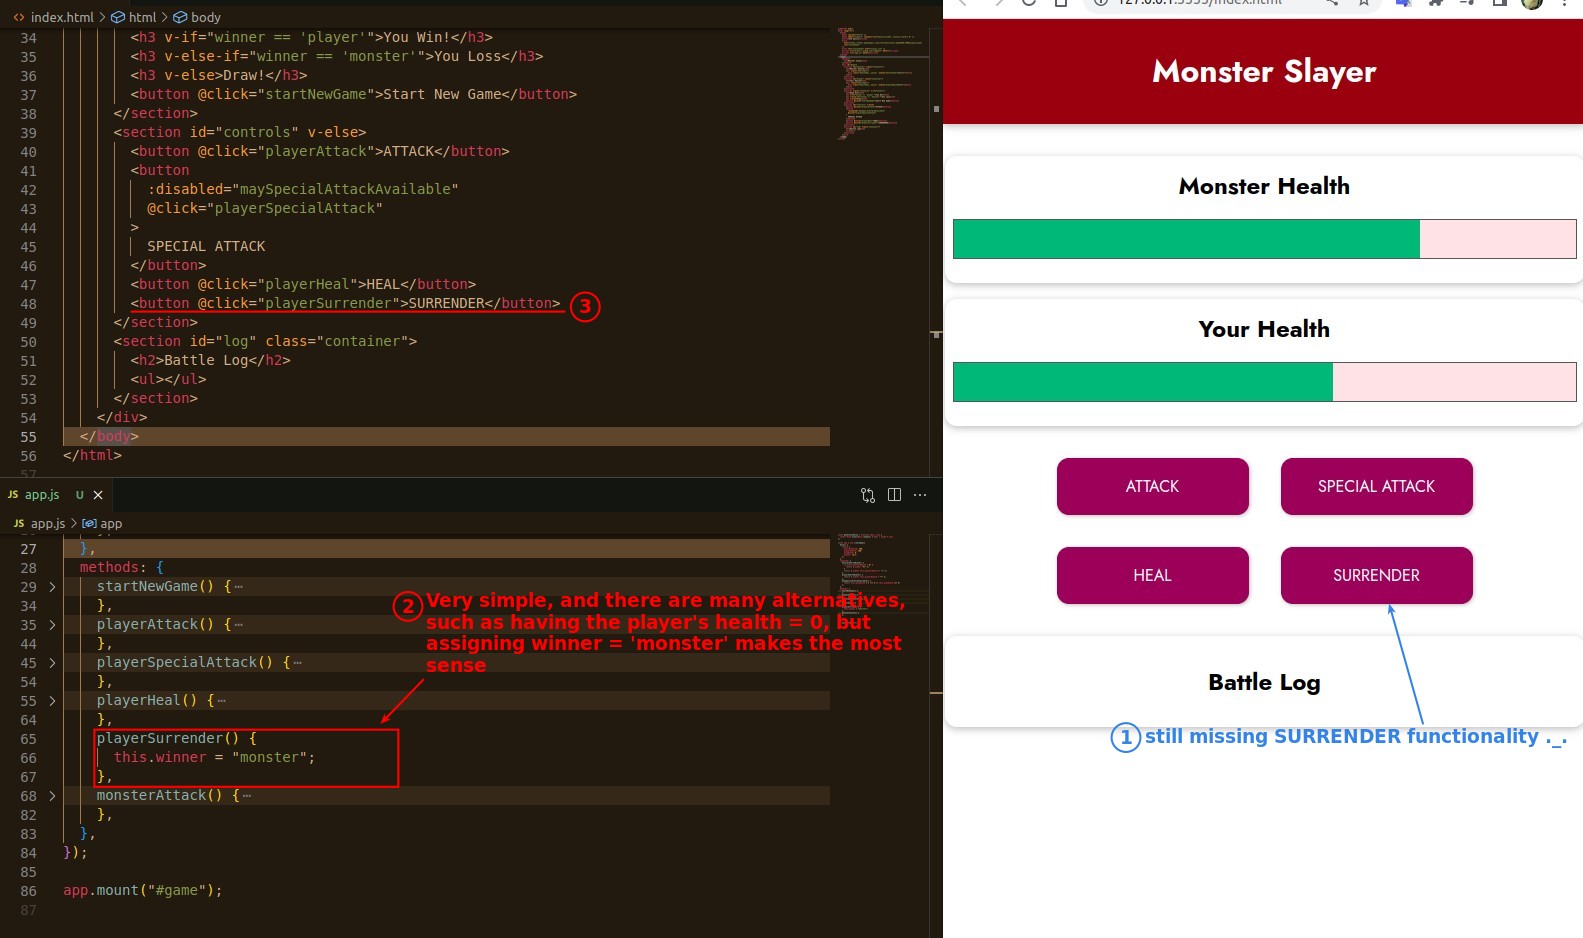 index.html > html > body
34 <h3 v-if="winner == 'player'">You Win!</h3>
35 <h3 v-else-if="winner == 'monster'">You Loss</h3>
36 <h3 v-else>Draw!</h3>
37 <button @click="startNewGame">Start New Game</button>
38 </section>
39 <section id="controls" v-else>
40 <button @click="playerAttack">ATTACK</button>
41 <button
42 :disabled="maySpecialAttackAvailable"
43 @click="playerSpecialAttack"
44 >
45 SPECIAL ATTACK
46 </button>
47 <button @click="playerHeal">HEAL</button>
48 <button @click="playerSurrender">SURRENDER</button> 3
49 </section>
50 <section id="log" class="container">
51 <h2>Battle Log</h2>
52 <ul></ul>
53 </section>
54 </div>
55 </body>
56 </html>
57
JS app.js U
JS app.js > app
27 },
28 methods: {
29 startNewGame() {…
34 },
35 playerAttack() {…
44 },
45 playerSpecialAttack() {…
54 },
55 playerHeal() {…
64 },
65 playerSurrender() {
66 this.winner = "monster";
67 },
68 monsterAttack() {…
82 },
83 },
84 });
85
86 app.mount("#game");
87
2 Very simple, and there are many alternatives,
such as having the player's health = 0, but
assigning winner = 'monster' makes the most
sense
Monster Slayer
Monster Health
Your Health
ATTACK
SPECIAL ATTACK
HEAL
SURRENDER
Battle Log
1 still missing SURRENDER functionality ._.